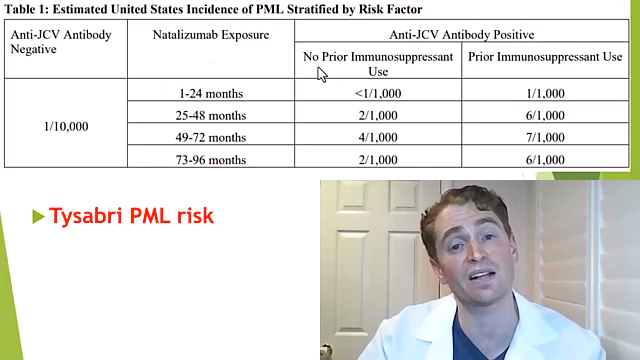 Table 1: Estimated United States Incidence of PML Stratified by Risk Factor
Anti-JCV Antibody Negative
Natalizumab Exposure
Anti-JCV Antibody Positive
No Prior Immunosuppressant Use
Prior Immunosuppressant Use
1/10,000
1-24 months <1/1,000 1/1,000
25-48 months 2/1,000 6/1,000
49-72 months 4/1,000 7/1,000
73-96 months 2/1,000 6/1,000
Tysabri PML risk